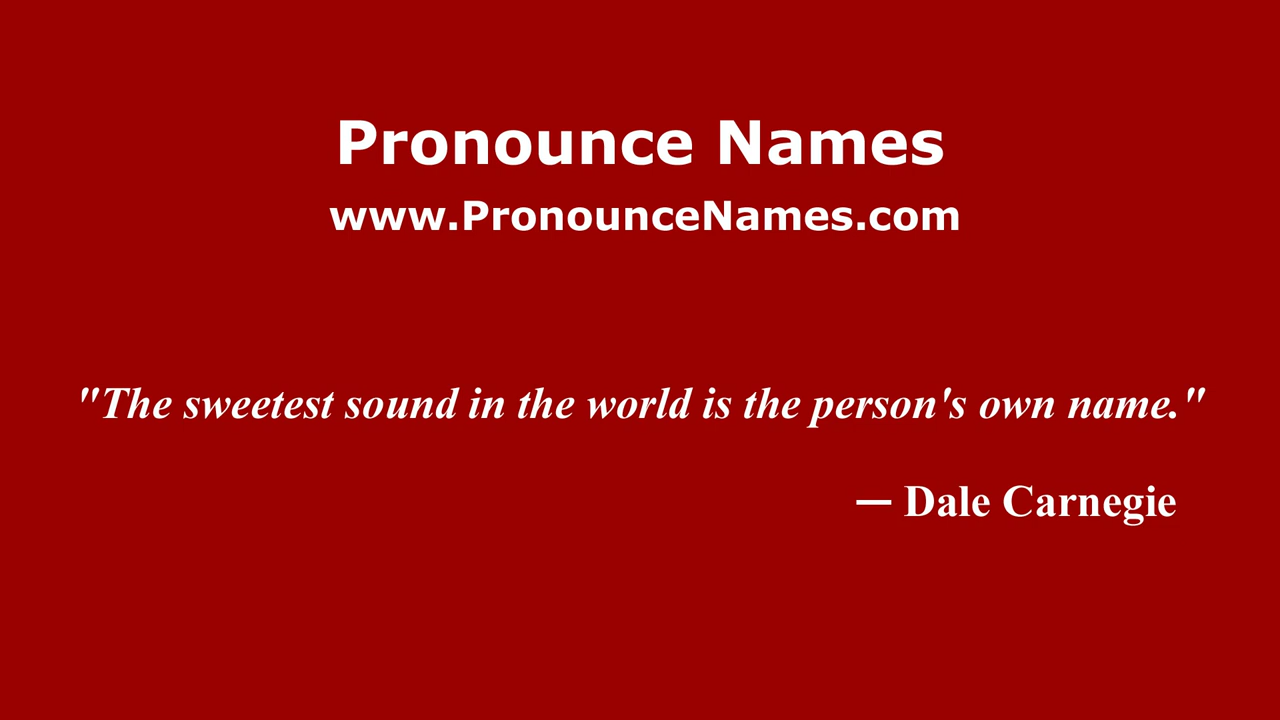 Pronounce Names
www.PronounceNames.com
"The sweetest sound in the world is the person's own name."
— Dale Carnegie